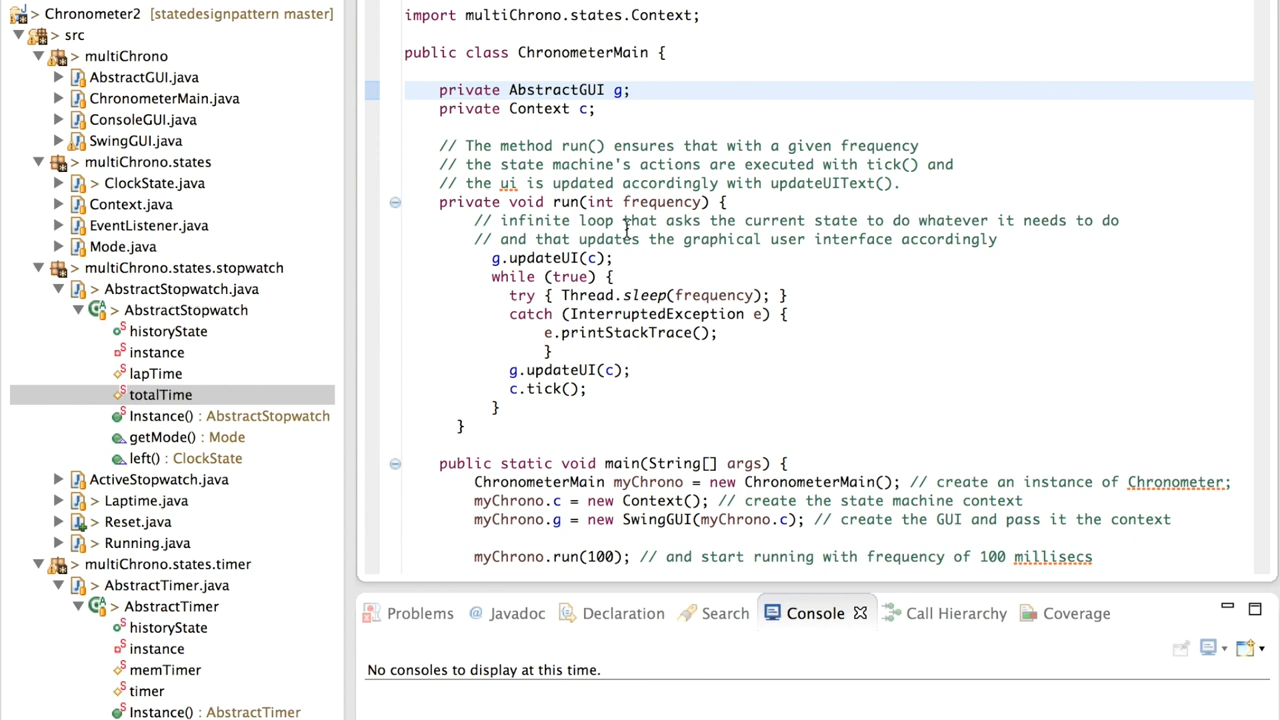 > Chronometer2 [statedesignpattern master]
> src
> multiChrono
> AbstractGUI.java
> ChronometerMain.java
> ConsoleGUI.java
> SwingGUI.java
> multiChrono.states
> ClockState.java
> Context.java
> EventListener.java
> Mode.java
> multiChrono.states.stopwatch
> AbstractStopwatch.java
> AbstractStopwatch
historyState
instance
lapTime
totalTime
Instance() : AbstractStopwatch
getMode() : Mode
left() : ClockState
> ActiveStopwatch.java
> Laptime.java
> Reset.java
> Running.java
> multiChrono.states.timer
> AbstractTimer.java
> AbstractTimer
historyState
instance
memTimer
timer
Instance() : AbstractTimer
import multiChrono.states.Context;
public class ChronometerMain {
private AbstractGUI g;
private Context c;
// The method run() ensures that with a given frequency
// the state machine's actions are executed with tick() and
// the ui is updated accordingly with updateUIText().
private void run(int frequency) {
// infinite loop that asks the current state to do whatever it needs to do
// and that updates the graphical user interface accordingly
g.updateUI(c);
while (true) {
try { Thread.sleep(frequency); }
catch (InterruptedException e) {
e.printStackTrace();
}
g.updateUI(c);
c.tick();
}
}
public static void main(String[] args) {
ChronometerMain myChrono = new ChronometerMain(); // create an instance of Chronometer;
myChrono.c = new Context(); // create the state machine context
myChrono.g = new SwingGUI(myChrono.c); // create the GUI and pass it the context
myChrono.run(100); // and start running with frequency of 100 millisecs
Problems @ Javadoc Declaration Search Console Call Hierarchy Coverage
No consoles to display at this time.